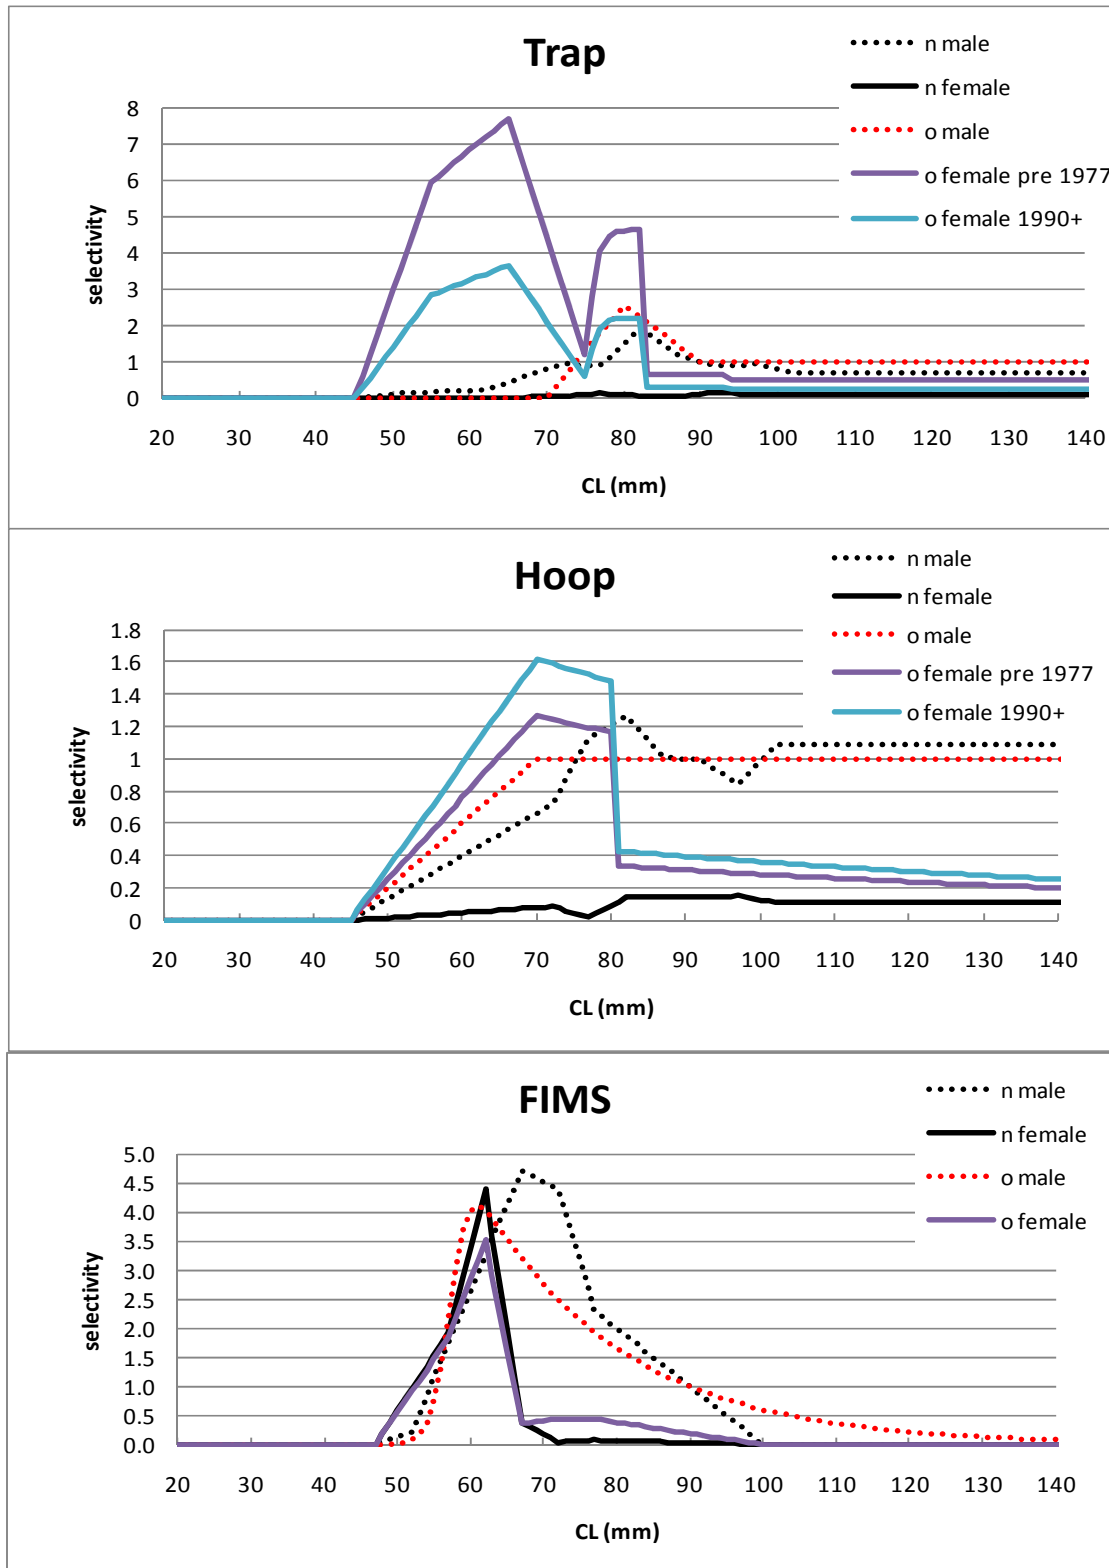 Trap
n male
n female
o male
o female pre 1977
o female 1990+
selectivity
8
7
6
5
4
3
2
1
0
20 30 40 50 60 70 80 90 100 110 120 130 140
CL (mm)
Hoop
n male
n female
o male
o female pre 1977
o female 1990+
selectivity
1.8
1.6
1.4
1.2
1
0.8
0.6
0.4
0.2
0
20 30 40 50 60 70 80 90 100 110 120 130 140
CL (mm)
FIMS
n male
n female
o male
o female
selectivity
5.0
4.5
4.0
3.5
3.0
2.5
2.0
1.5
1.0
0.5
0.0
20 30 40 50 60 70 80 90 100 110 120 130 140
CL (mm)